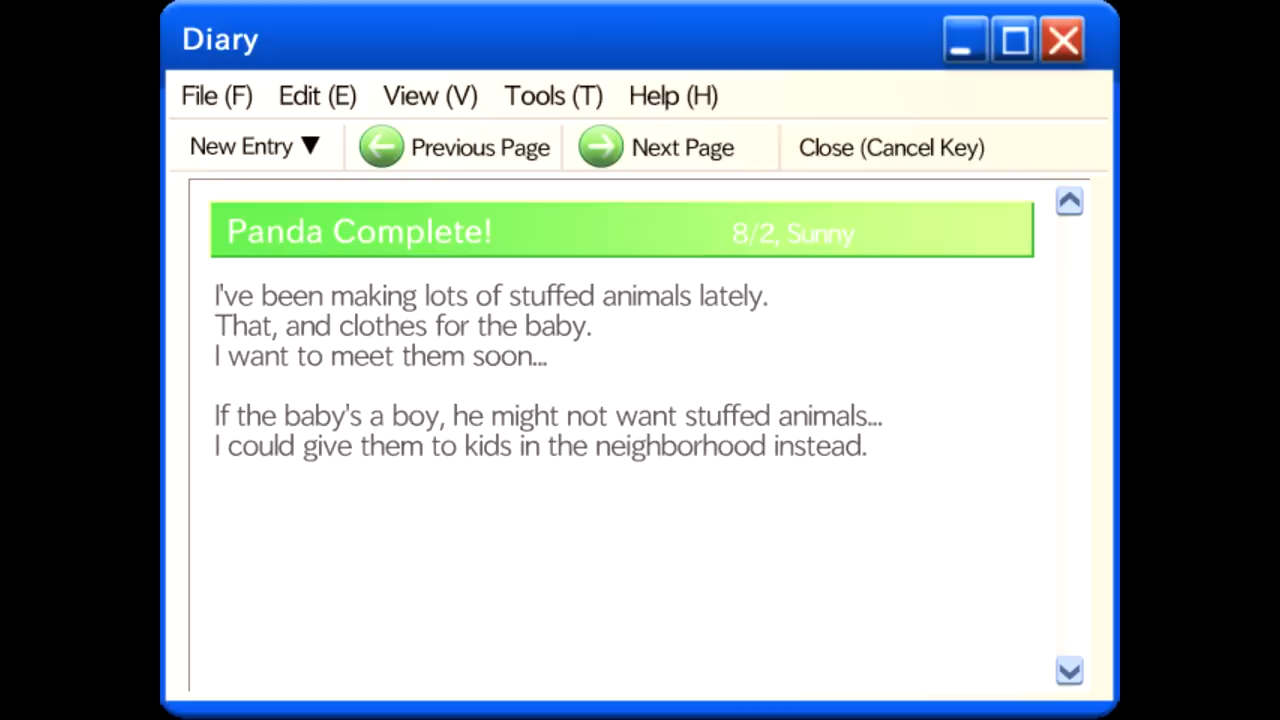 Diary
File (F) Edit (E) View (V) Tools (T) Help (H)
New Entry ▼ Previous Page Next Page Close (Cancel Key)
Panda Complete! 8/2, Sunny
I've been making lots of stuffed animals lately.
That, and clothes for the baby.
I want to meet them soon...
If the baby's a boy, he might not want stuffed animals...
I could give them to kids in the neighborhood instead.